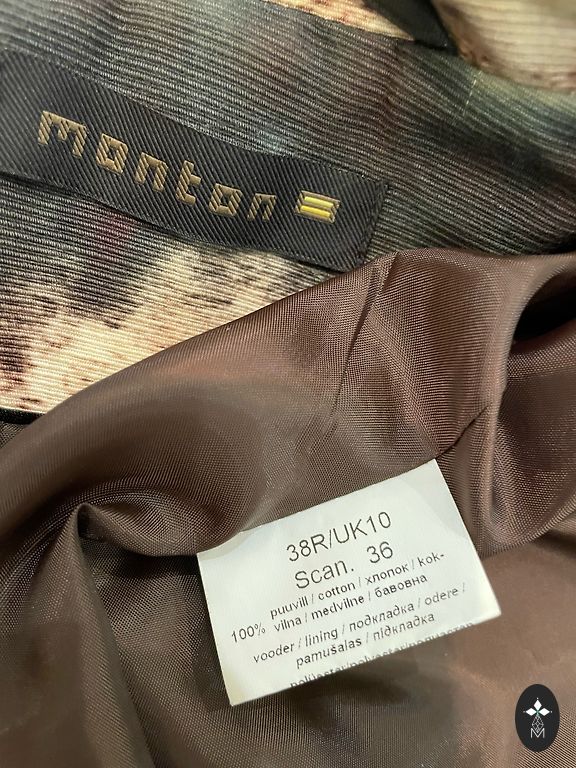 monton
38R/UK10
Scan. 36
puuvill / cotton / хлопок / kok-
100% vilna / medvilne / бавовна
vooder / lining / подкладка / odere /
pamušalas / підкладка
M